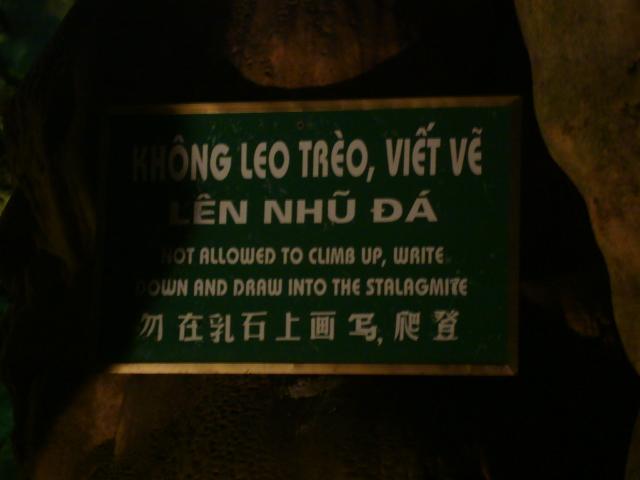 KHÔNG LEO TRÈO, VIẾT VẼ
LÊN NHŨ ĐÁ
NOT ALLOWED TO CLIMB UP, WRITE
DOWN AND DRAW INTO THE STALAGMITE
勿在乳石上画写,爬登